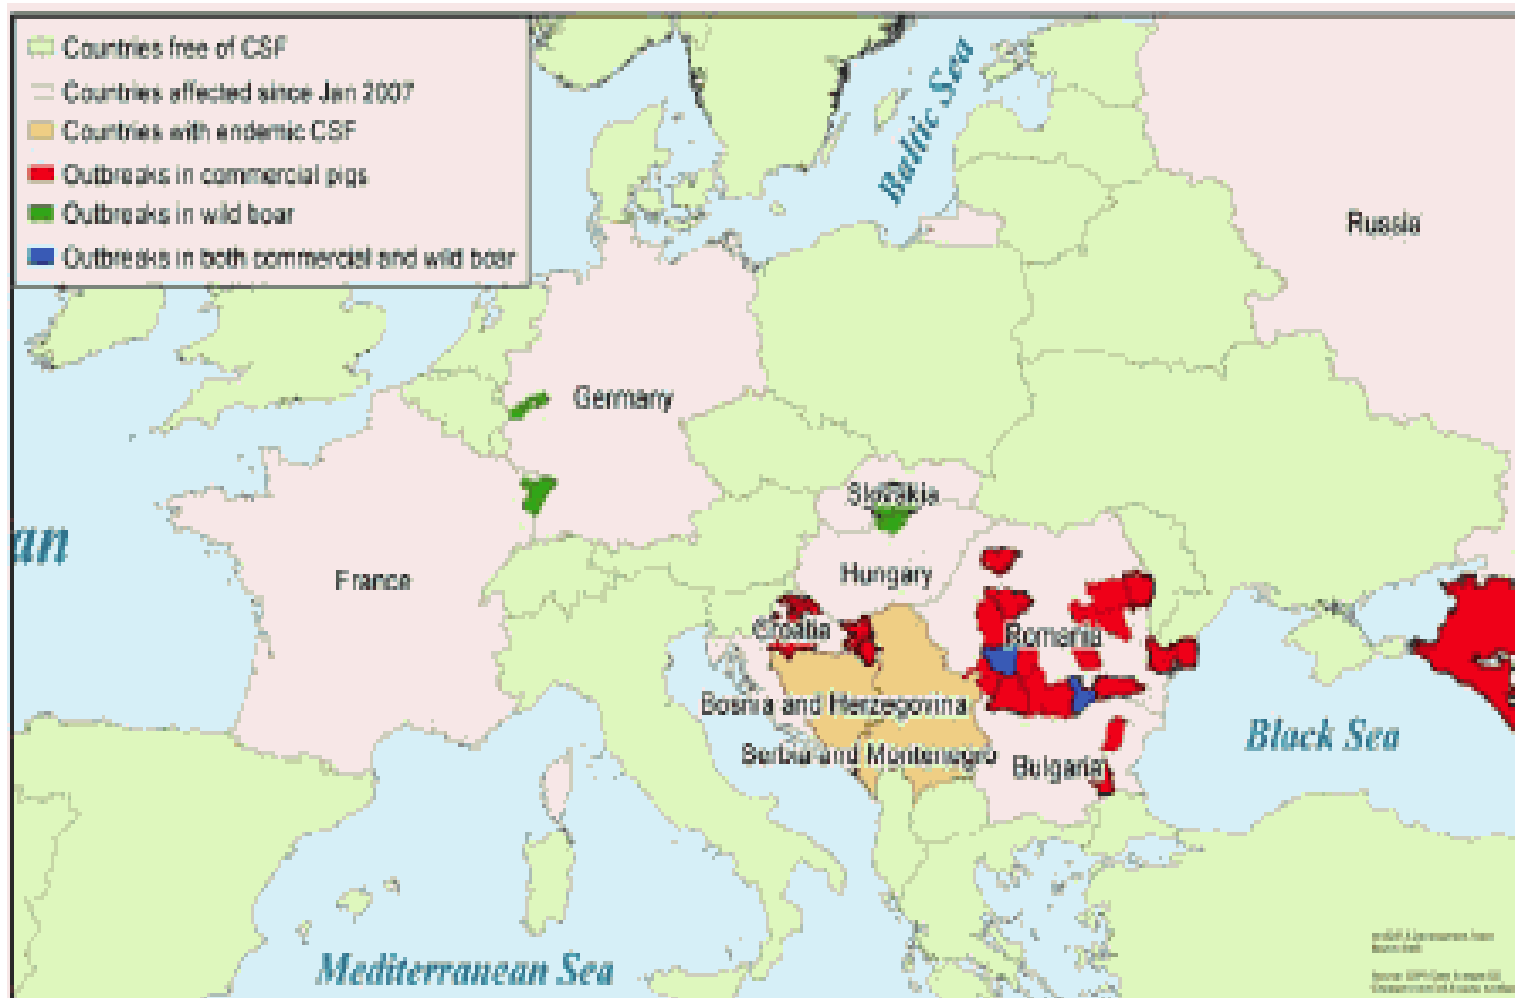 Countries free of CSF
Countries affected since Jan 2007
Countries with endemic CSF
Outbreaks in commercial pigs
Outbreaks in wild boar
Outbreaks in both commercial and wild boar
Baltic Sea
Russia
Germany
Slovakia
an
France
Hungary
Croatia
Romania
Bosnia and Herzegovina
Serbia and Montenegro
Bulgaria
Black Sea
Mediterranean Sea